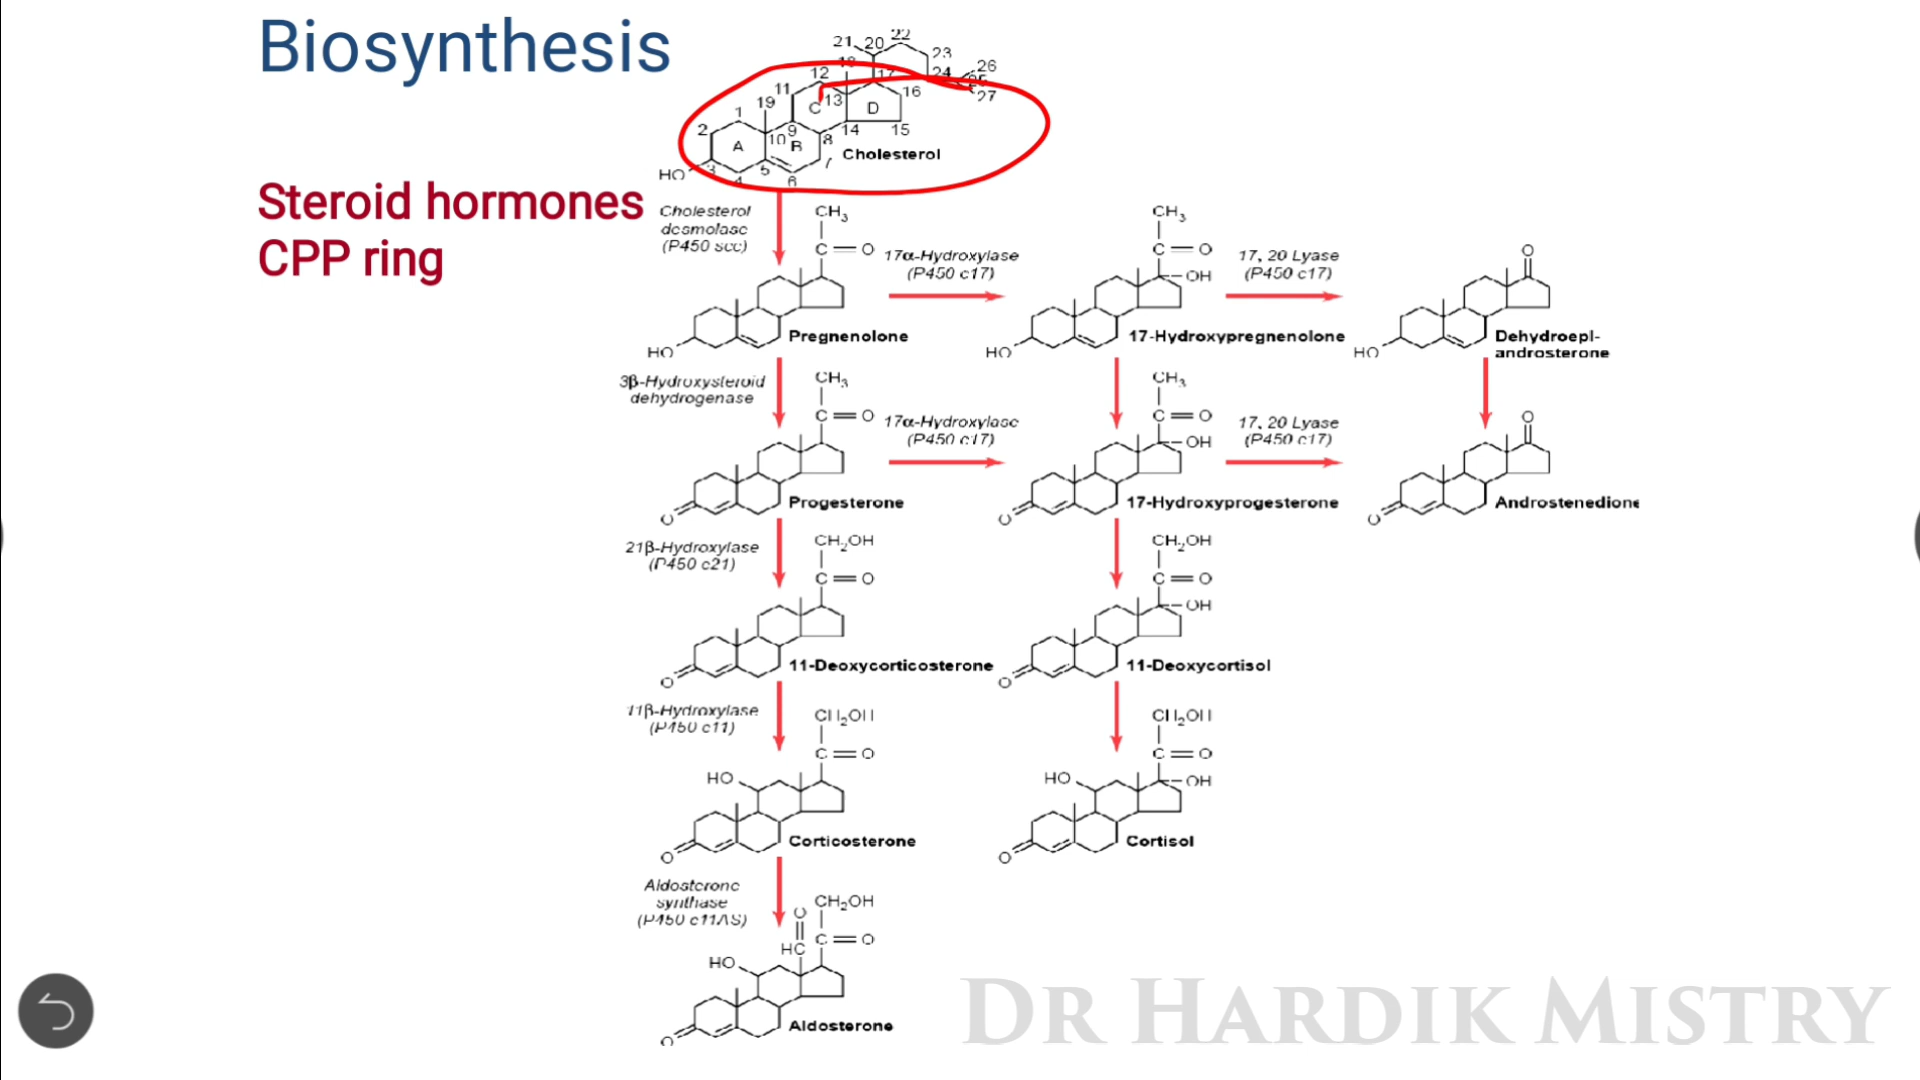 Biosynthesis
Steroid hormones
CPP ring
21 20 22
23
18 17 24 26
25
27
12
11 13 16
19 C D
1
2 9 14 15
10 8
A B
Cholesterol
HO 3 5 7
4 6
Cholesterol
desmolase
(P450 scc)
CH₃
C=O
17α-Hydroxylase
(P450 c17)
CH₃
C=O
OH
17, 20 Lyase
(P450 c17)
O
Pregnenolone
HO
17-Hydroxypregnenolone
HO
Dehydroepi-
androsterone
HO
3β-Hydroxysteroid
dehydrogenase
CH₃
C=O
17α-Hydroxylase
(P450 c17)
CH₃
C=O
OH
17, 20 Lyase
(P450 c17)
O
Progesterone
O
17-Hydroxyprogesterone
O
Androstenedione
O
21β-Hydroxylase
(P450 c21)
CH₂OH
C=O
CH₂OH
C=O
OH
11-Deoxycorticosterone
O
11-Deoxycortisol
O
11β-Hydroxylase
(P450 c11)
CH₂OH
C=O
HO
CH₂OH
C=O
HO
OH
Corticosterone
O
Cortisol
O
Aldosterone
synthase
(P450 c11AS)
O
CH₂OH
HC
C=O
HO
Aldosterone
O
DR HARDIK MISTRY